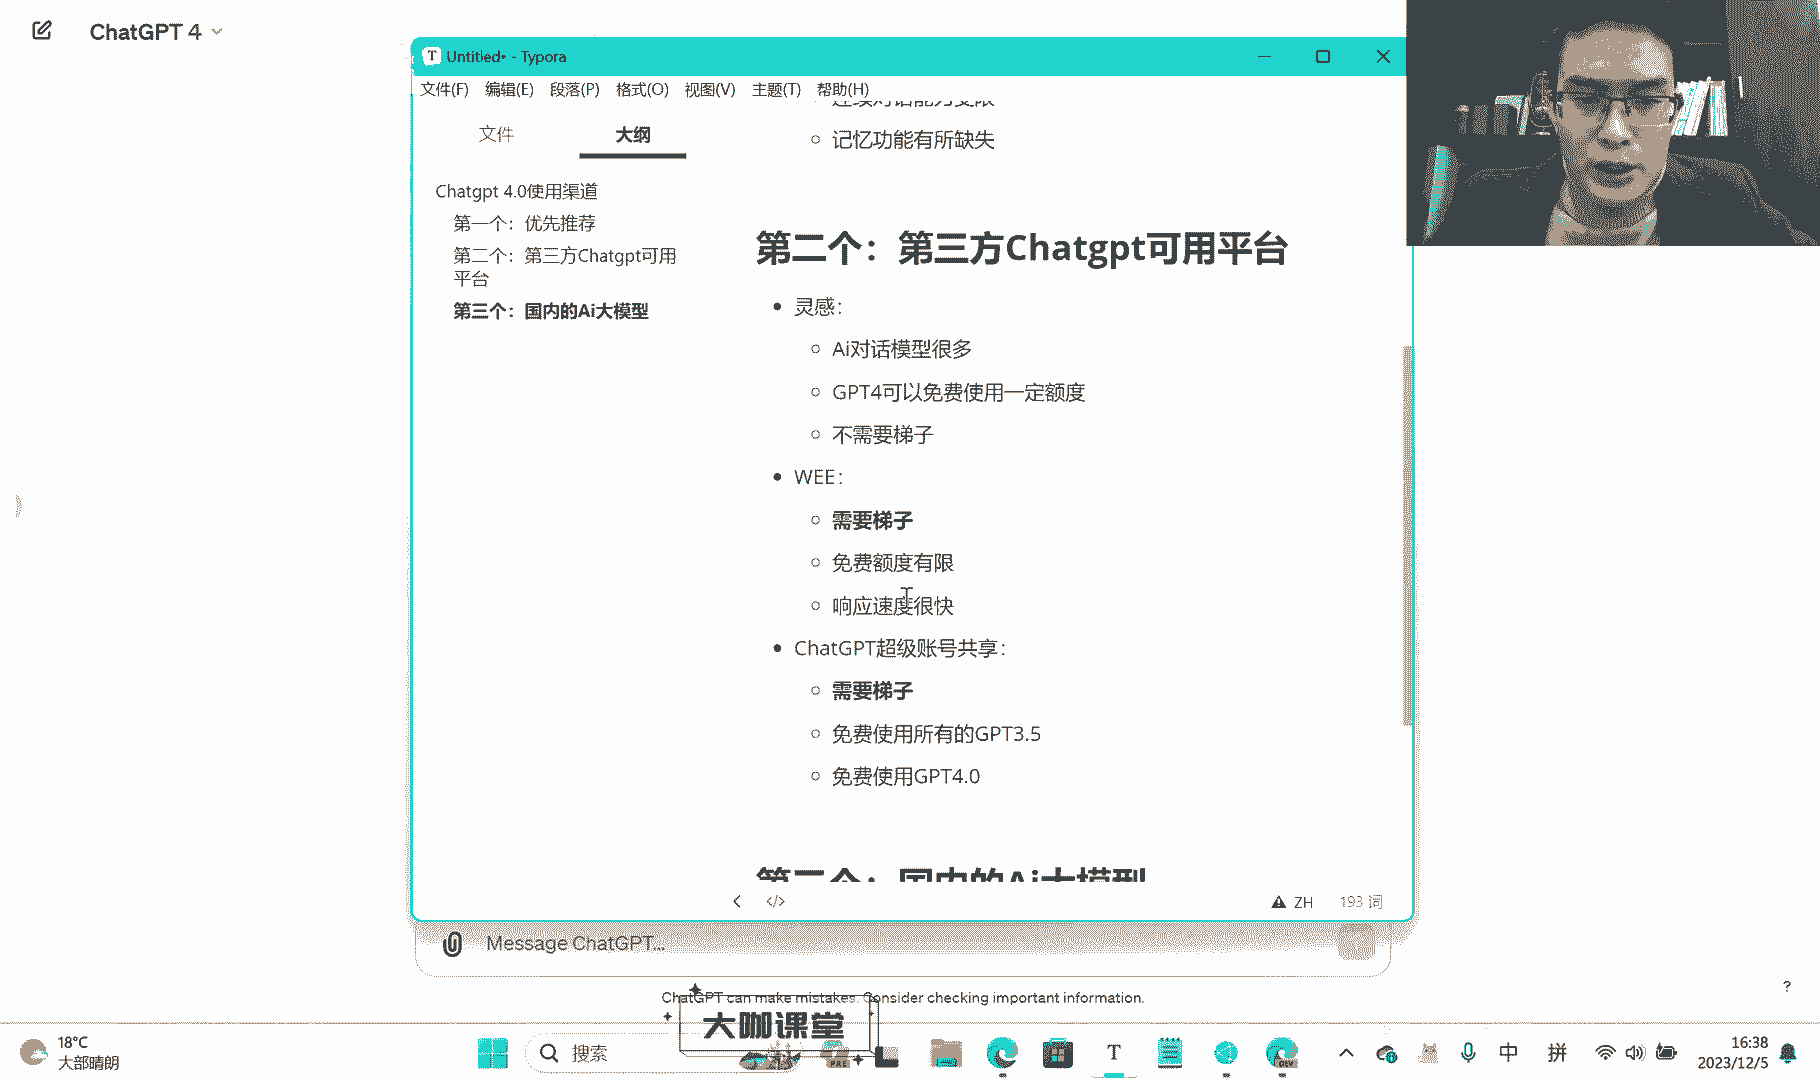 ChatGPT 4
Untitled• - Typora
文件(F) 编辑(E) 段落(P) 格式(O) 视图(V) 主题(T) 帮助(H)
文件 大纲
Chatgpt 4.0使用渠道
第一个：优先推荐
第二个：第三方Chatgpt可用
平台
第三个：国内的Ai大模型
连续对话能力受限
记忆功能有所缺失
第二个：第三方Chatgpt可用平台
灵感：
Ai对话模型很多
GPT4可以免费使用一定额度
不需要梯子
WEE：
需要梯子
免费额度有限
响应速度很快
ChatGPT超级账号共享：
需要梯子
免费使用所有的GPT3.5
免费使用GPT4.0
第三个：国内的Ai大模型
ZH 193 词
Message ChatGPT...
ChatGPT can make mistakes. Consider checking important information.
?
大咖课堂
18°C
大部晴朗
搜索
PRE
DEV
中
拼
16:38
2023/12/5